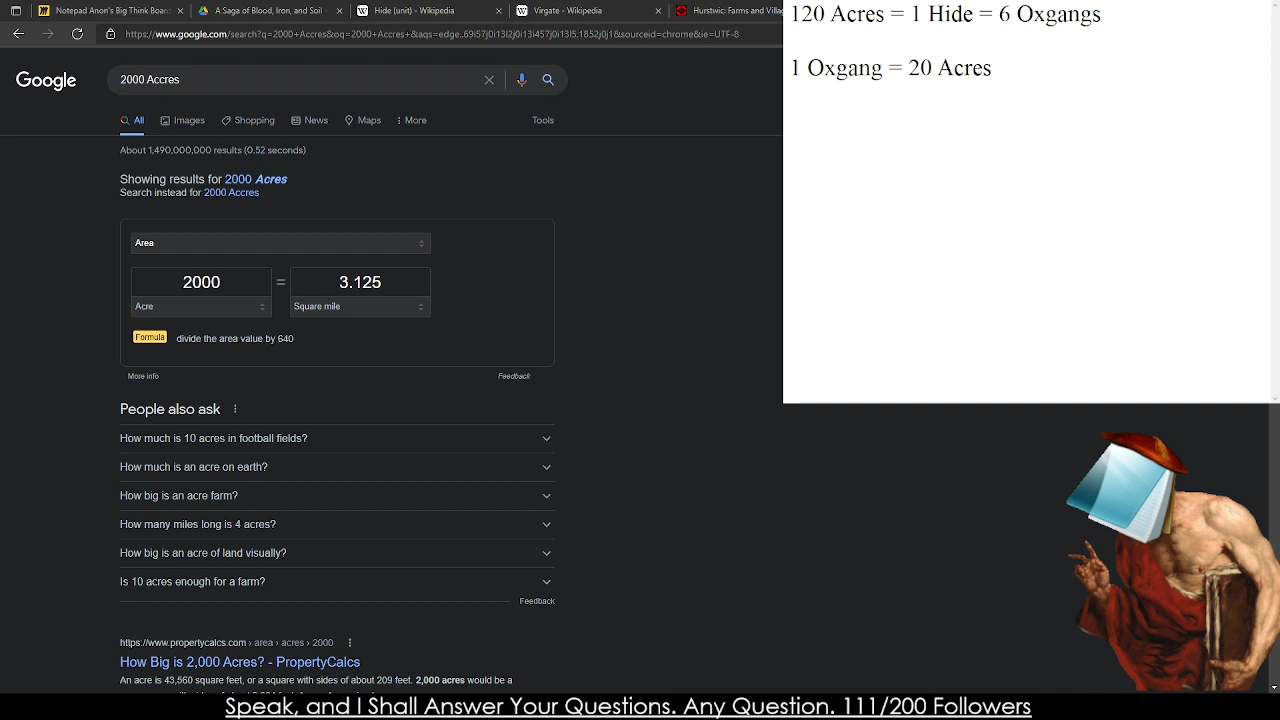 Notepad Anon's Big Think Board
A Saga of Blood, Iron, and Soil
Hide (unit) - Wikipedia
Virgate - Wikipedia
Hurstwic: Farms and Villag
https://www.google.com/search?q=2000+Accres&oq=2000+Accres+&aqs=edge..69i57j0i13l2j0i13i457j0i13l5.1852j0j1&sourceid=chrome&ie=UTF-8
120 Acres = 1 Hide = 6 Oxgangs
1 Oxgang = 20 Acres
Google
2000 Accres
All Images Shopping News Maps More Tools
About 1,490,000,000 results (0.52 seconds)
Showing results for 2000 Acres
Search instead for 2000 Accres
Area
2000 = 3.125
Acre Square mile
Formula divide the area value by 640
More info Feedback
People also ask
How much is 10 acres in football fields?
How much is an acre on earth?
How big is an acre farm?
How many miles long is 4 acres?
How big is an acre of land visually?
Is 10 acres enough for a farm?
Feedback
https://www.propertycalcs.com › area › acres › 2000
How Big is 2,000 Acres? - PropertyCalcs
An acre is 43,560 square feet, or a square with sides of about 209 feet. 2,000 acres would be a
Speak, and I Shall Answer Your Questions. Any Question. 111/200 Followers